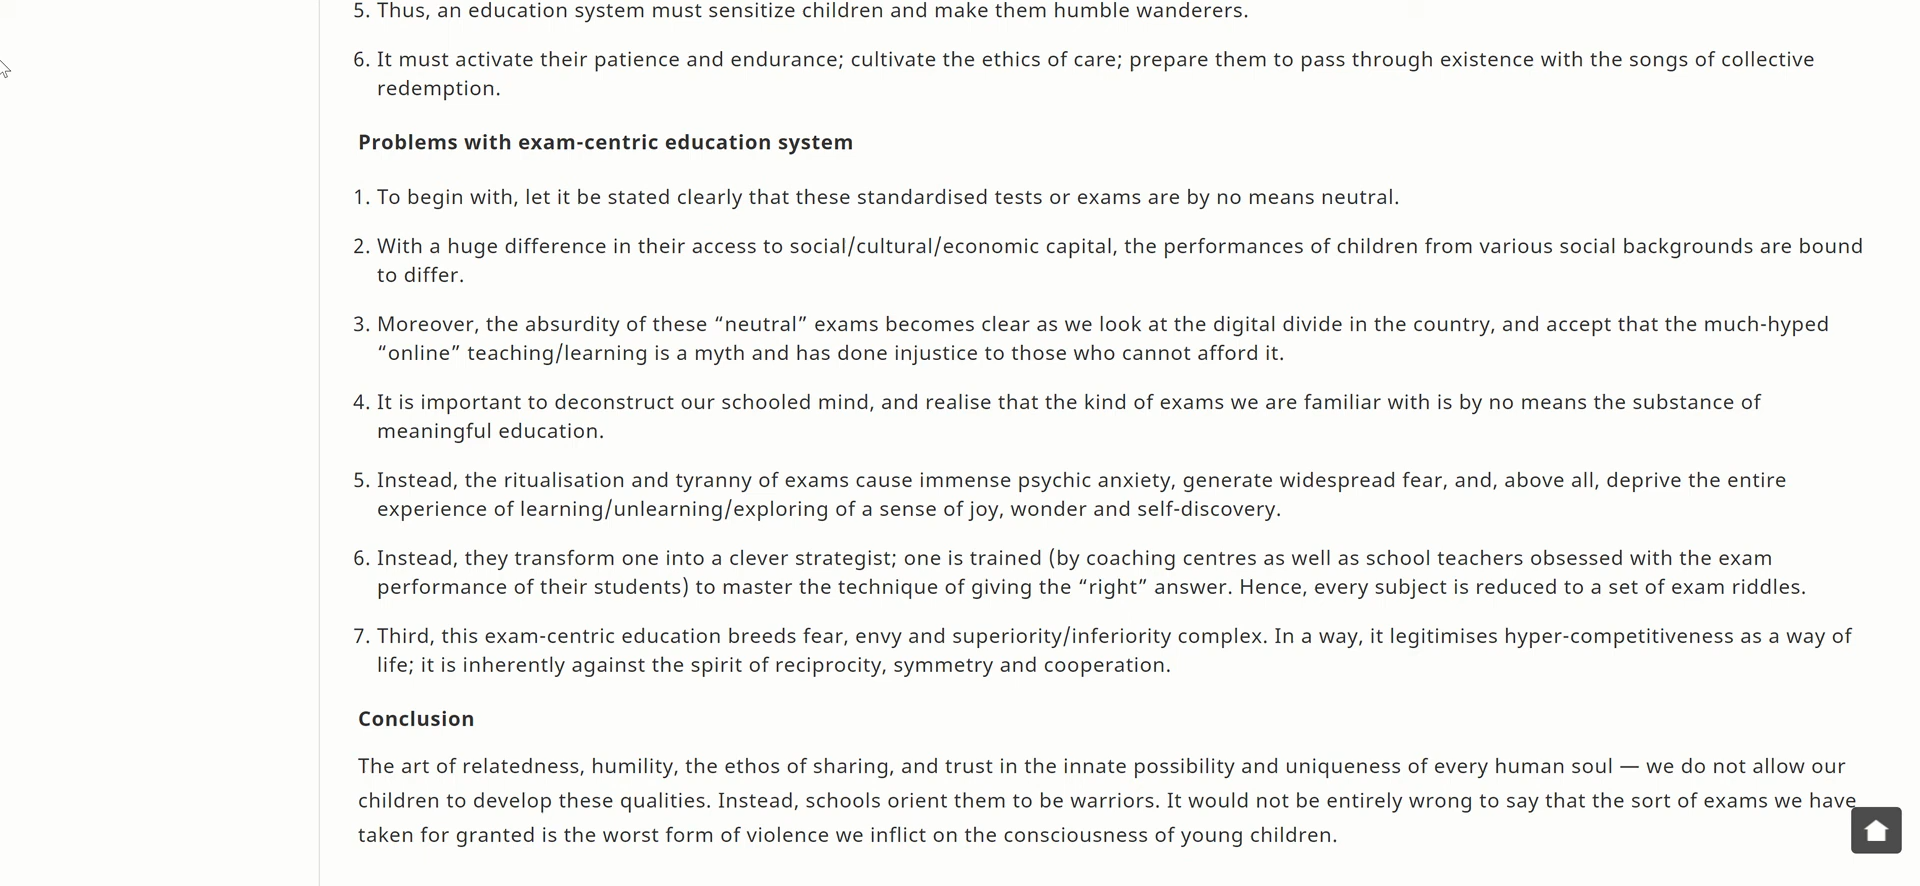 5. Thus, an education system must sensitize children and make them humble wanderers.
6. It must activate their patience and endurance; cultivate the ethics of care; prepare them to pass through existence with the songs of collective
redemption.
Problems with exam-centric education system
1. To begin with, let it be stated clearly that these standardised tests or exams are by no means neutral.
2. With a huge difference in their access to social/cultural/economic capital, the performances of children from various social backgrounds are bound
to differ.
3. Moreover, the absurdity of these “neutral” exams becomes clear as we look at the digital divide in the country, and accept that the much-hyped
“online” teaching/learning is a myth and has done injustice to those who cannot afford it.
4. It is important to deconstruct our schooled mind, and realise that the kind of exams we are familiar with is by no means the substance of
meaningful education.
5. Instead, the ritualisation and tyranny of exams cause immense psychic anxiety, generate widespread fear, and, above all, deprive the entire
experience of learning/unlearning/exploring of a sense of joy, wonder and self-discovery.
6. Instead, they transform one into a clever strategist; one is trained (by coaching centres as well as school teachers obsessed with the exam
performance of their students) to master the technique of giving the “right” answer. Hence, every subject is reduced to a set of exam riddles.
7. Third, this exam-centric education breeds fear, envy and superiority/inferiority complex. In a way, it legitimises hyper-competitiveness as a way of
life; it is inherently against the spirit of reciprocity, symmetry and cooperation.
Conclusion
The art of relatedness, humility, the ethos of sharing, and trust in the innate possibility and uniqueness of every human soul — we do not allow our
children to develop these qualities. Instead, schools orient them to be warriors. It would not be entirely wrong to say that the sort of exams we have
taken for granted is the worst form of violence we inflict on the consciousness of young children.